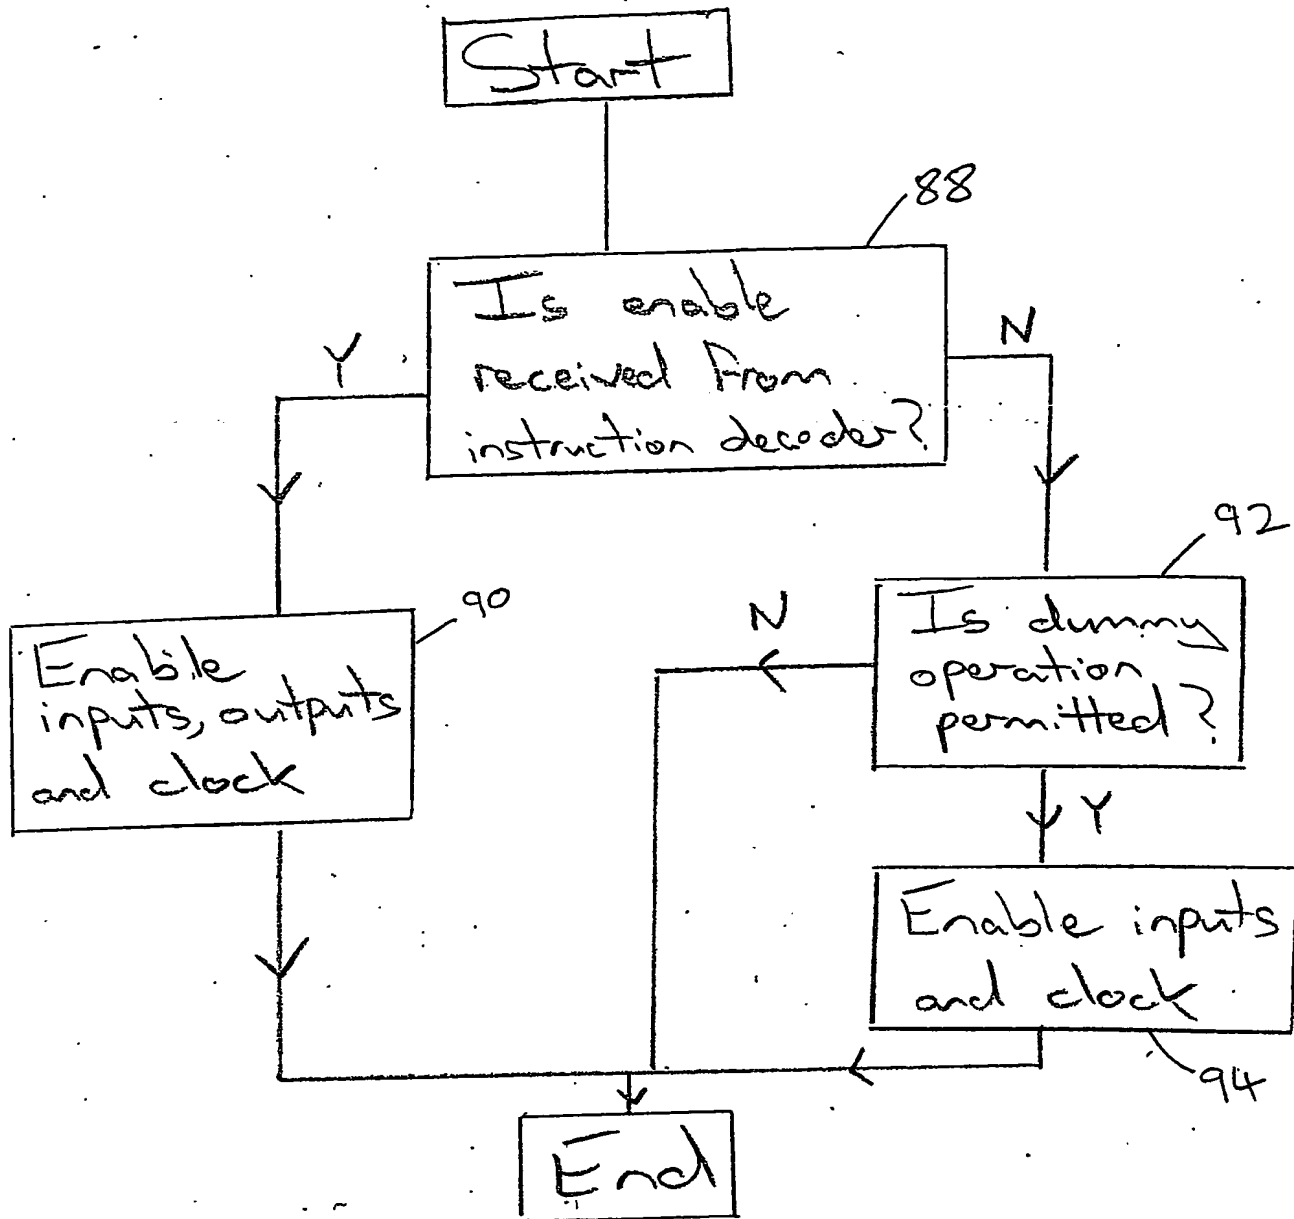 Start
88
Is enable
received From
instruction decoder?
Y
N
92
90
Enable
inputs, outputs
and clock
N
Is dummy
operation
permitted?
Y
Enable inputs
and clock
94
End